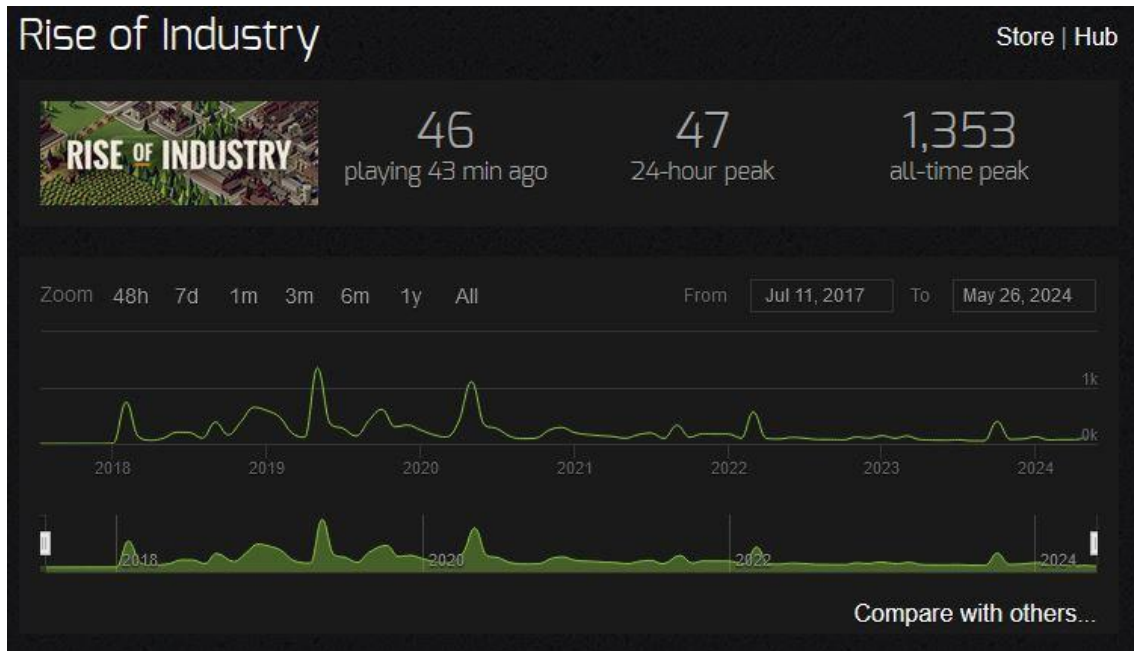 Rise of Industry
Store | Hub
RISE OF INDUSTRY
46
playing 43 min ago
47
24-hour peak
1,353
all-time peak
Zoom 48h 7d 1m 3m 6m 1y All
From Jul 11, 2017 To May 26, 2024
1k
0k
2018 2019 2020 2021 2022 2023 2024
2018 2020 2022 2024
Compare with others...